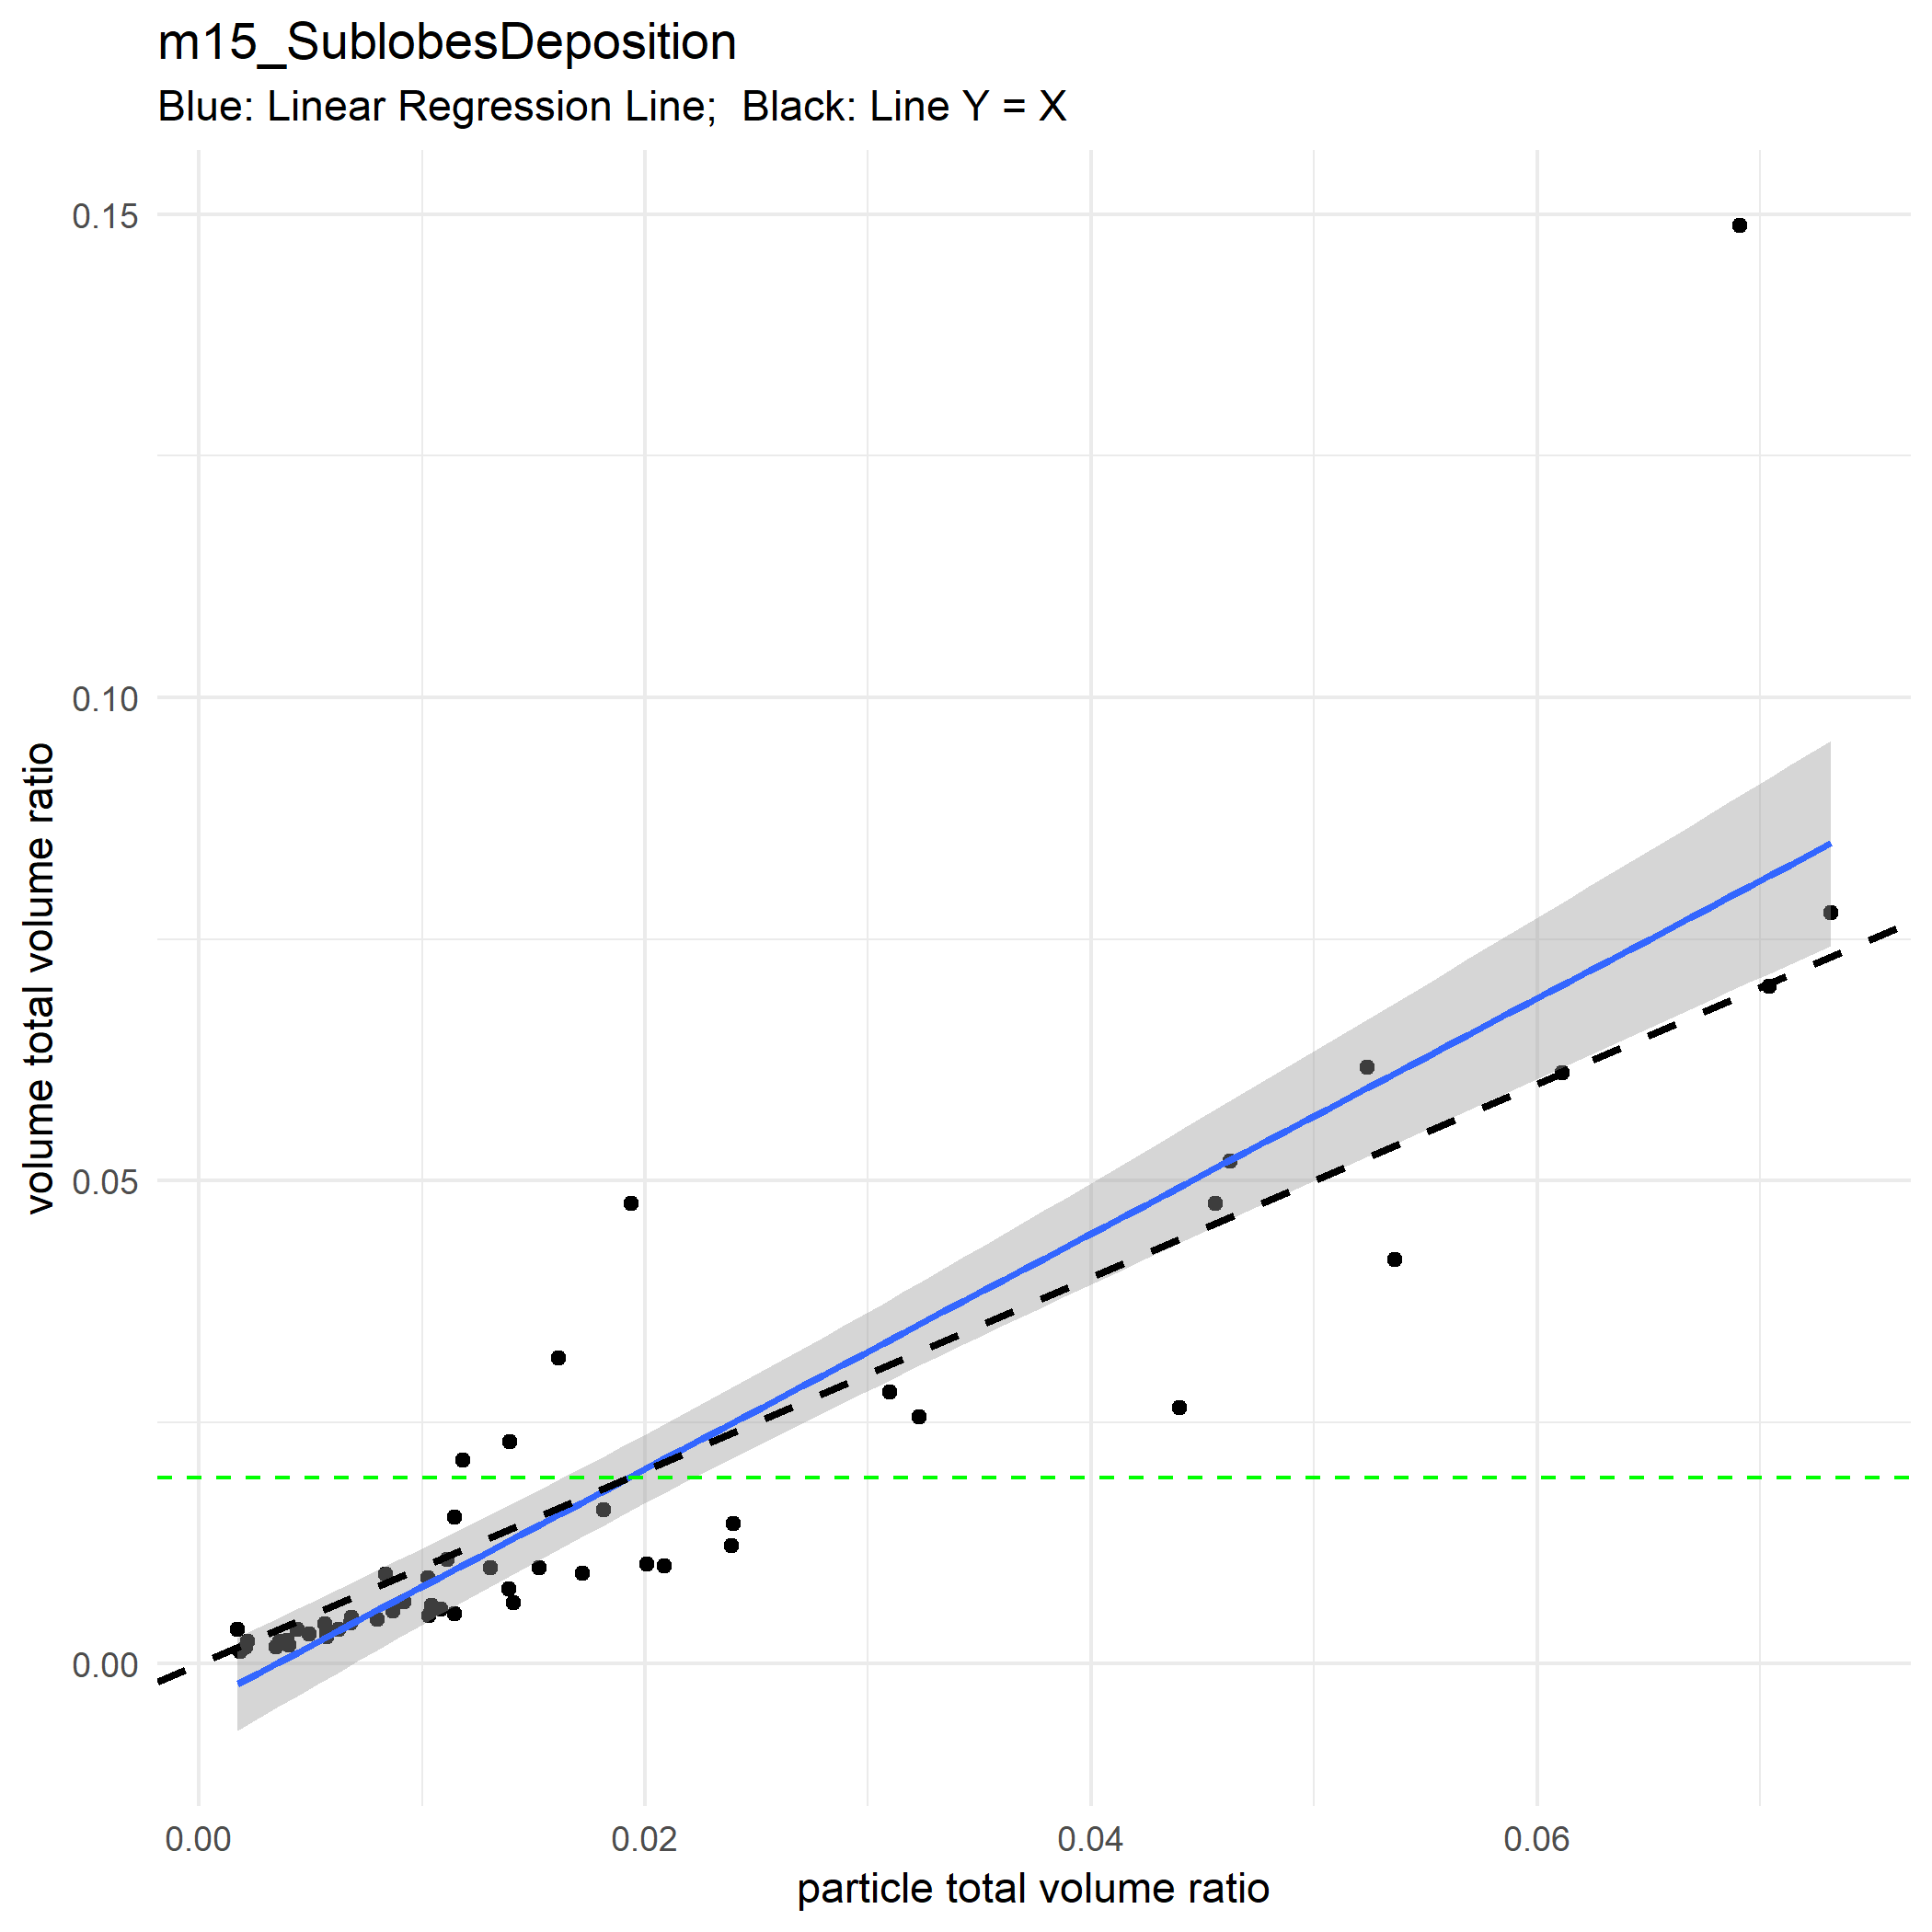 m15_SublobesDeposition
Blue: Linear Regression Line;  Black: Line Y = X
0.15
0.10
0.05
0.00
volume total volume ratio
0.00 0.02 0.04 0.06
particle total volume ratio